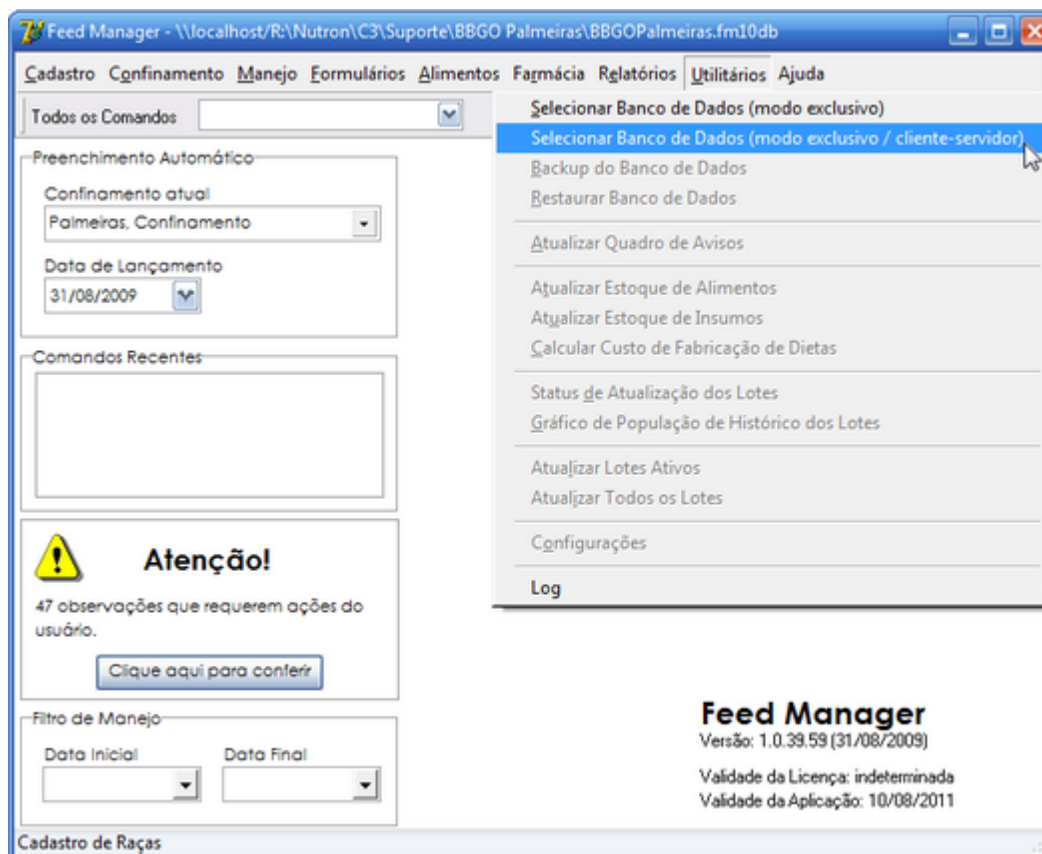 Feed Manager - \\localhost/R:\Nutron\C3\Suporte\BBGO Palmeiras\BBGOPalmeiras.fm10db
Cadastro Confinamento Manejo Formulários Alimentos Farmácia Relatórios Utilitários Ajuda
Todos os Comandos
Selecionar Banco de Dados (modo exclusivo)
Selecionar Banco de Dados (modo exclusivo / cliente-servidor)
Backup do Banco de Dados
Restaurar Banco de Dados
Atualizar Quadro de Avisos
Atualizar Estoque de Alimentos
Atualizar Estoque de Insumos
Calcular Custo de Fabricação de Dietas
Status de Atualização dos Lotes
Gráfico de População de Histórico dos Lotes
Atualizar Lotes Ativos
Atualizar Todos os Lotes
Configurações
Log
Preenchimento Automático
Confinamento atual
Palmeiras, Confinamento
Data de Lançamento
31/08/2009
Comandos Recentes
Atenção!
47 observações que requerem ações do
usuário.
Clique aqui para conferir
Filtro de Manejo
Data Inicial Data Final
Feed Manager
Versão: 1.0.39.59 (31/08/2009)
Validade da Licença: indeterminada
Validade da Aplicação: 10/08/2011
Cadastro de Raças